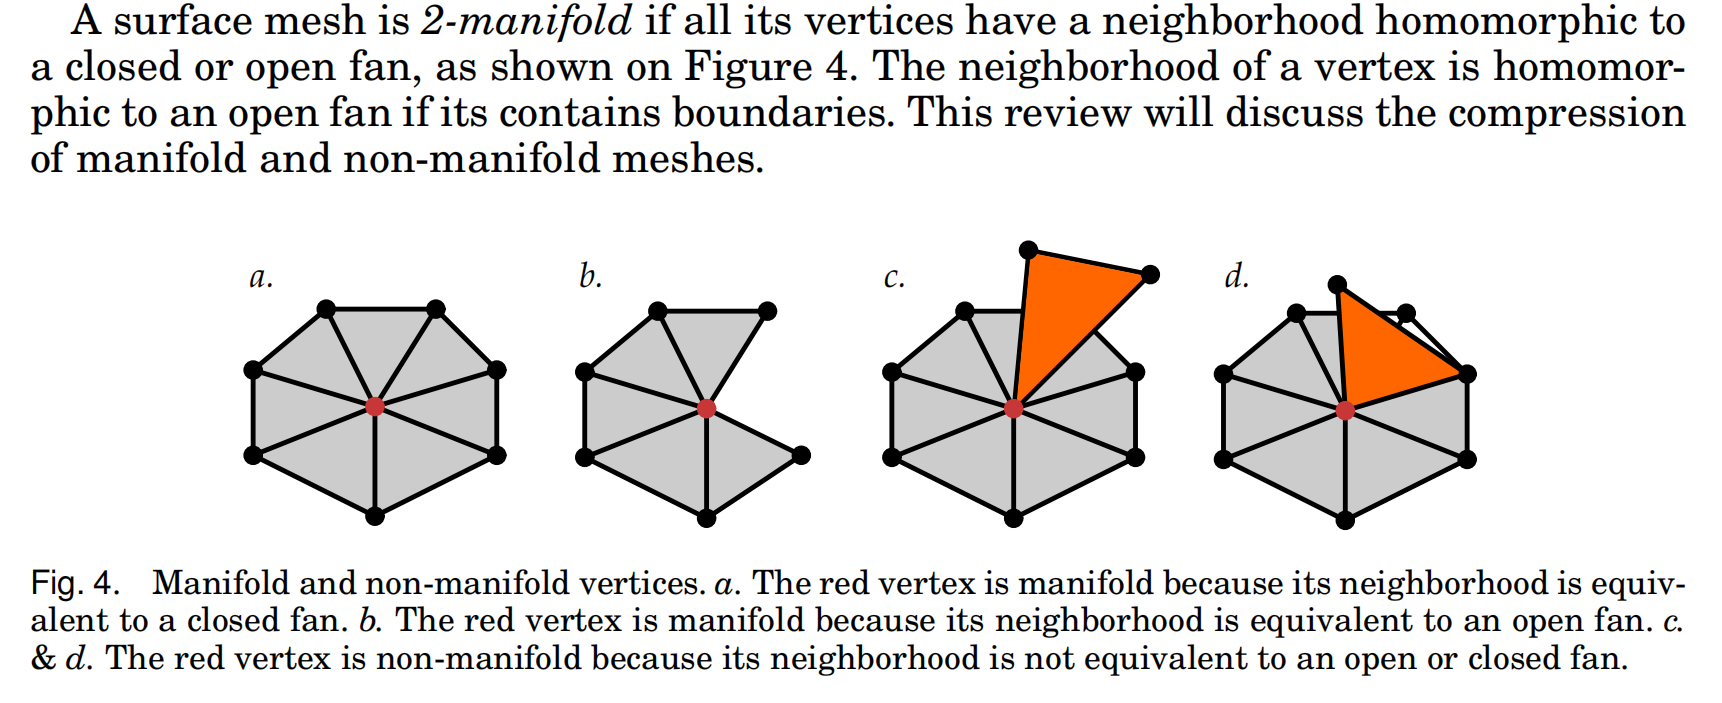 A surface mesh is 2-manifold if all its vertices have a neighborhood homomorphic to
a closed or open fan, as shown on Figure 4. The neighborhood of a vertex is homomor-
phic to an open fan if its contains boundaries. This review will discuss the compression
of manifold and non-manifold meshes.
a.
b.
c.
d.
Fig. 4. Manifold and non-manifold vertices. a. The red vertex is manifold because its neighborhood is equiv-
alent to a closed fan. b. The red vertex is manifold because its neighborhood is equivalent to an open fan. c.
& d. The red vertex is non-manifold because its neighborhood is not equivalent to an open or closed fan.